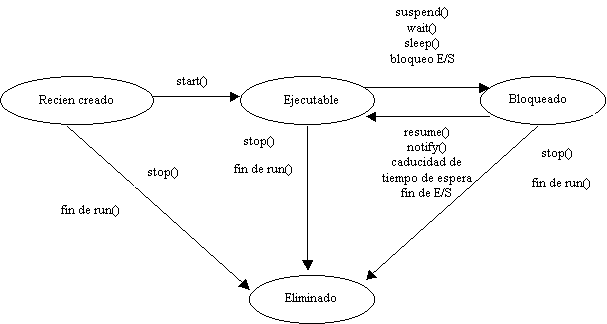 suspend()
wait()
sleep()
bloqueo E/S
start()
Recien creado
Ejecutable
Bloqueado
resume()
notify()
caducidad de
tiempo de espera
fin de E/S
stop()
fin de run()
stop()
fin de run()
stop()
fin de run()
Eliminado